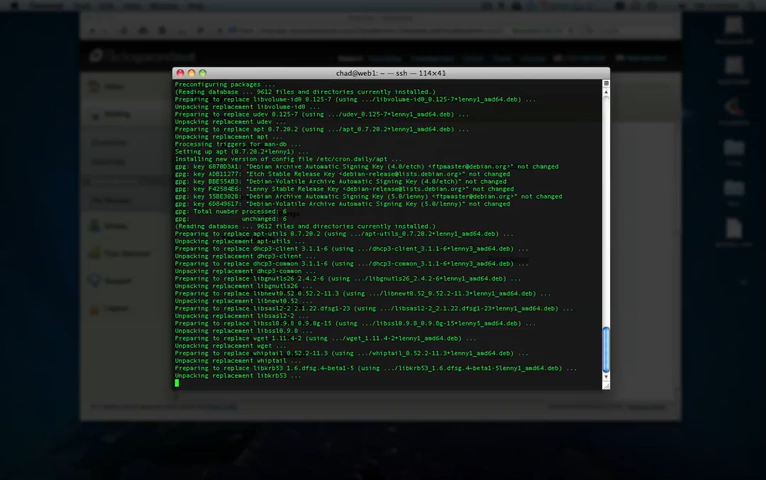 chad@web1: ~ — ssh — 114×41
Preconfiguring packages ...
(Reading database ... 9612 files and directories currently installed.)
Preparing to replace libvolume-id0 0.125-7 (using .../libvolume-id0_0.125-7+lenny1_amd64.deb) ...
Unpacking replacement libvolume-id0 ...
Preparing to replace udev 0.125-7 (using .../udev_0.125-7+lenny1_amd64.deb) ...
Unpacking replacement udev ...
Preparing to replace apt 0.7.20.2 (using .../apt_0.7.20.2+lenny1_amd64.deb) ...
Unpacking replacement apt ...
Processing triggers for man-db ...
Setting up apt (0.7.20.2+lenny1) ...
Installing new version of config file /etc/cron.daily/apt ...
gpg: key 6070D3A1: "Debian Archive Automatic Signing Key (4.0/etch) <ftpmaster@debian.org>" not changed
gpg: key ADB11277: "Etch Stable Release Key <debian-release@lists.debian.org>" not changed
gpg: key BBE55AB3: "Debian-Volatile Archive Automatic Signing Key (4.0/etch)" not changed
gpg: key F42584E6: "Lenny Stable Release Key <debian-release@lists.debian.org>" not changed
gpg: key 55BE302B: "Debian Archive Automatic Signing Key (5.0/lenny) <ftpmaster@debian.org>" not changed
gpg: key 6D849617: "Debian-Volatile Archive Automatic Signing Key (5.0/lenny)" not changed
gpg: Total number processed: 6
gpg: unchanged: 6
(Reading database ... 9612 files and directories currently installed.)
Preparing to replace apt-utils 0.7.20.2 (using .../apt-utils_0.7.20.2+lenny1_amd64.deb) ...
Unpacking replacement apt-utils ...
Preparing to replace dhcp3-client 3.1.1-6 (using .../dhcp3-client_3.1.1-6+lenny3_amd64.deb) ...
Unpacking replacement dhcp3-client ...
Preparing to replace dhcp3-common 3.1.1-6 (using .../dhcp3-common_3.1.1-6+lenny3_amd64.deb) ...
Unpacking replacement dhcp3-common ...
Preparing to replace libgnutls26 2.4.2-6 (using .../libgnutls26_2.4.2-6+lenny1_amd64.deb) ...
Unpacking replacement libgnutls26 ...
Preparing to replace libnewt0.52 0.52.2-11.3 (using .../libnewt0.52_0.52.2-11.3+lenny1_amd64.deb) ...
Unpacking replacement libnewt0.52 ...
Preparing to replace libsasl2-2 2.1.22.dfsg1-23 (using .../libsasl2-2_2.1.22.dfsg1-23+lenny1_amd64.deb) ...
Unpacking replacement libsasl2-2 ...
Preparing to replace libssl0.9.8 0.9.8g-15 (using .../libssl0.9.8_0.9.8g-15+lenny5_amd64.deb) ...
Unpacking replacement libssl0.9.8 ...
Preparing to replace wget 1.11.4-2 (using .../wget_1.11.4-2+lenny1_amd64.deb) ...
Unpacking replacement wget ...
Preparing to replace whiptail 0.52.2-11.3 (using .../whiptail_0.52.2-11.3+lenny1_amd64.deb) ...
Unpacking replacement whiptail ...
Preparing to replace libkrb53 1.6.dfsg.4~beta1-5 (using .../libkrb53_1.6.dfsg.4~beta1-5lenny1_amd64.deb) ...
Unpacking replacement libkrb53 ...